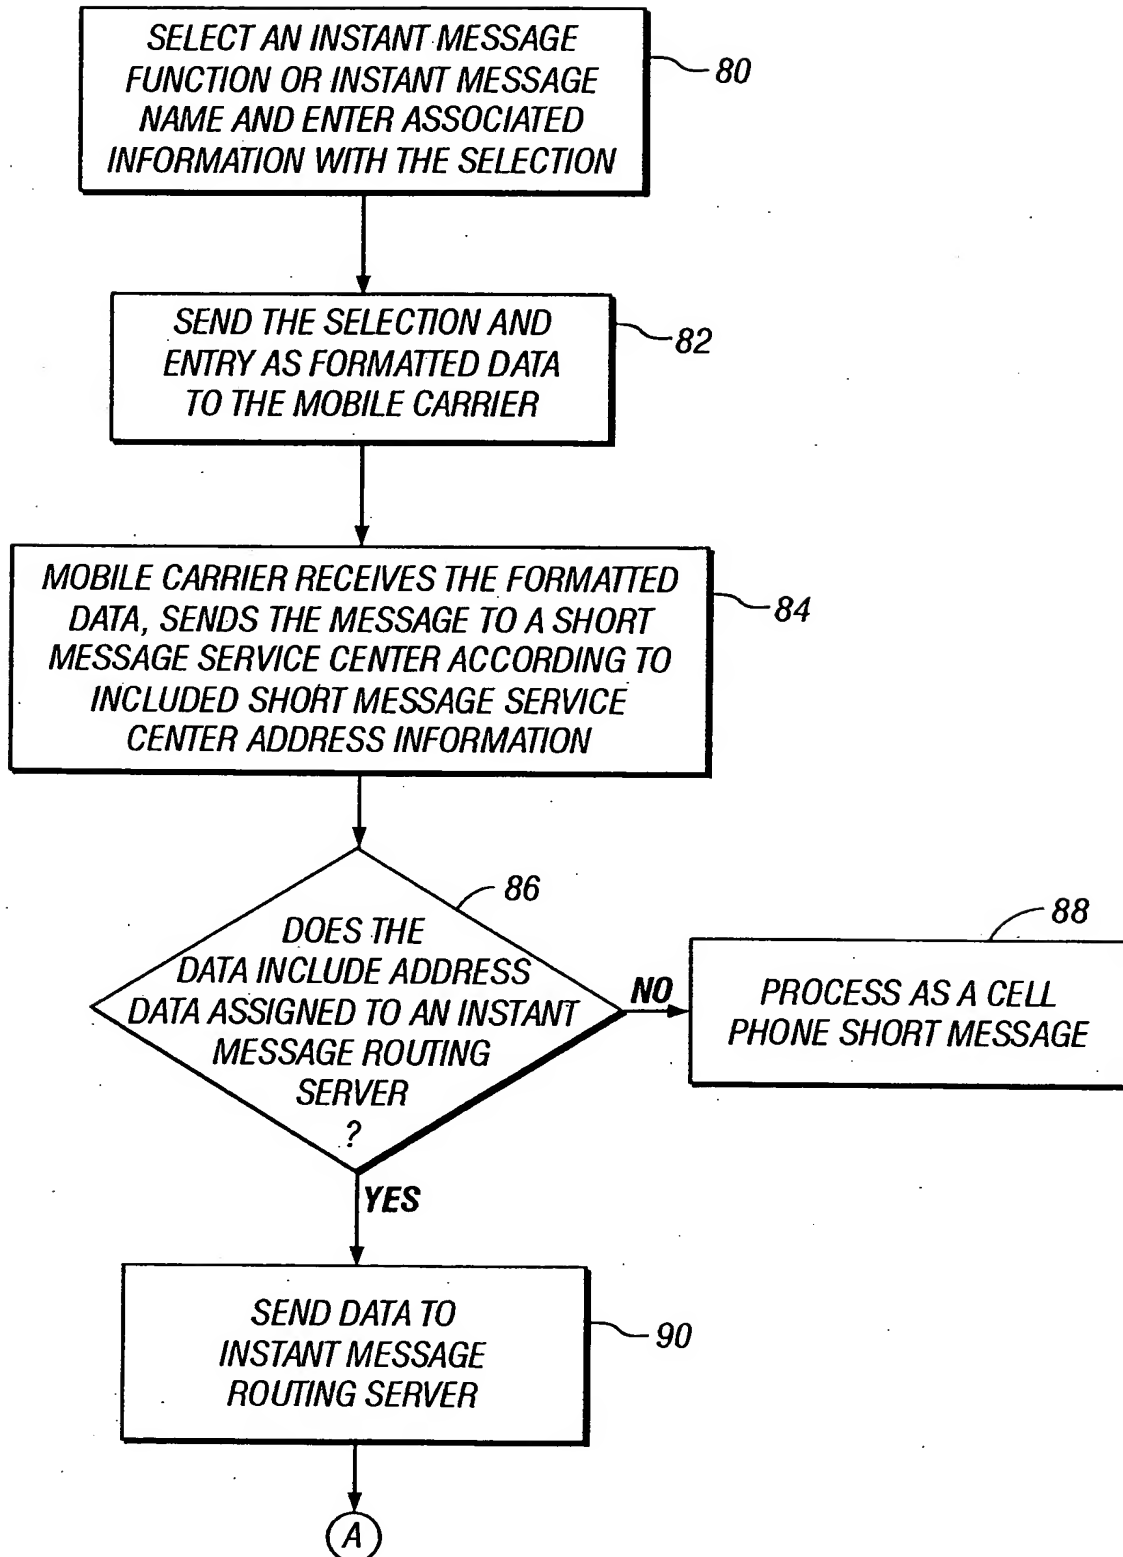 SELECT AN INSTANT MESSAGE
FUNCTION OR INSTANT MESSAGE
NAME AND ENTER ASSOCIATED
INFORMATION WITH THE SELECTION
80
SEND THE SELECTION AND
ENTRY AS FORMATTED DATA
TO THE MOBILE CARRIER
82
MOBILE CARRIER RECEIVES THE FORMATTED
DATA, SENDS THE MESSAGE TO A SHORT
MESSAGE SERVICE CENTER ACCORDING TO
INCLUDED SHORT MESSAGE SERVICE
CENTER ADDRESS INFORMATION
84
86
DOES THE
DATA INCLUDE ADDRESS
DATA ASSIGNED TO AN INSTANT
MESSAGE ROUTING
SERVER
?
NO
88
PROCESS AS A CELL
PHONE SHORT MESSAGE
YES
SEND DATA TO
INSTANT MESSAGE
ROUTING SERVER
90
A